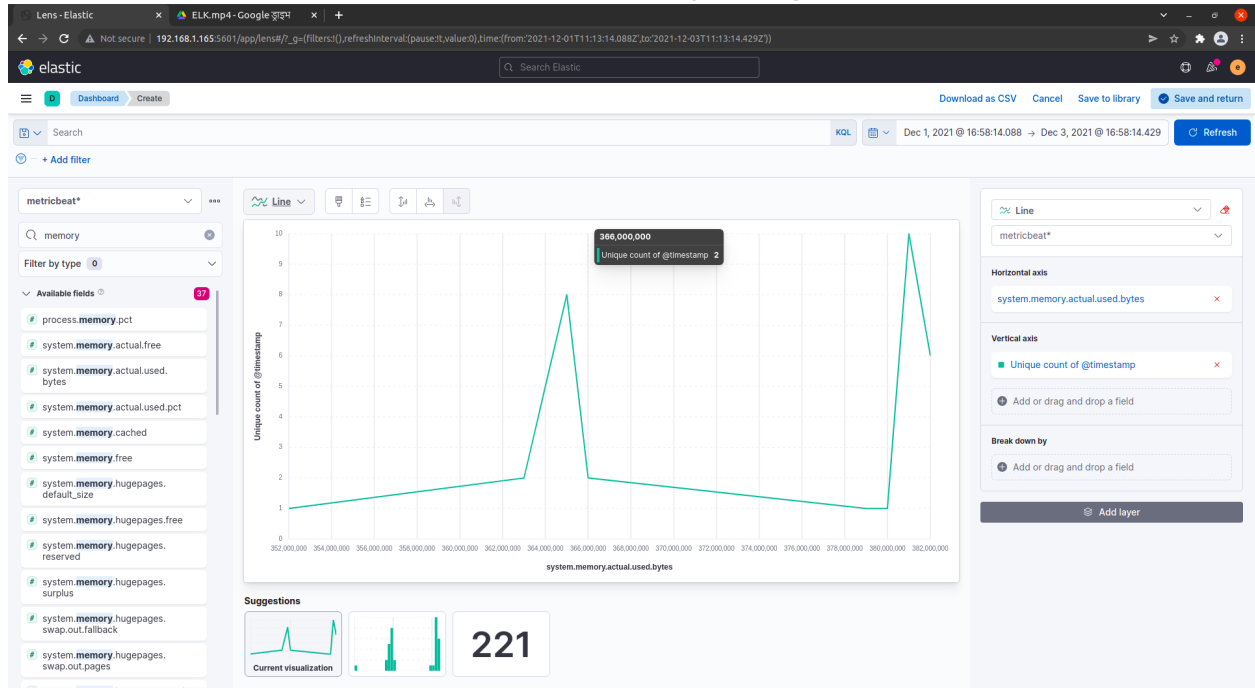 Lens - Elastic
ELK.mp4 - Google ড্রাইভ
Not secure | 192.168.1.165:5601/app/lens#/?_g=(filters:!(),refreshInterval:(pause:!t,value:0),time:(from:'2021-12-01T11:13:14.088Z',to:'2021-12-03T11:13:14.429Z'))
elastic
Search Elastic
e
D
Dashboard
Create
Download as CSV
Cancel
Save to library
Save and return
Search
KQL
Dec 1, 2021 @ 16:58:14.088 → Dec 3, 2021 @ 16:58:14.429
Refresh
+ Add filter
metricbeat*
memory
Filter by type 0
Available fields
37
process.memory.pct
system.memory.actual.free
system.memory.actual.used.
bytes
system.memory.actual.used.pct
system.memory.cached
system.memory.free
system.memory.hugepages.
default_size
system.memory.hugepages.free
system.memory.hugepages.
reserved
system.memory.hugepages.
surplus
system.memory.hugepages.
swap.out.fallback
system.memory.hugepages.
swap.out.pages
Line
366,000,000
Unique count of @timestamp 2
10
9
8
7
6
5
4
3
2
1
0
Unique count of @timestamp
352,000,000 354,000,000 356,000,000 358,000,000 360,000,000 362,000,000 364,000,000 366,000,000 368,000,000 370,000,000 372,000,000 374,000,000 376,000,000 378,000,000 380,000,000 382,000,000
system.memory.actual.used.bytes
Suggestions
Current visualization
221
Line
metricbeat*
Horizontal axis
system.memory.actual.used.bytes
Vertical axis
Unique count of @timestamp
Add or drag and drop a field
Break down by
Add or drag and drop a field
Add layer